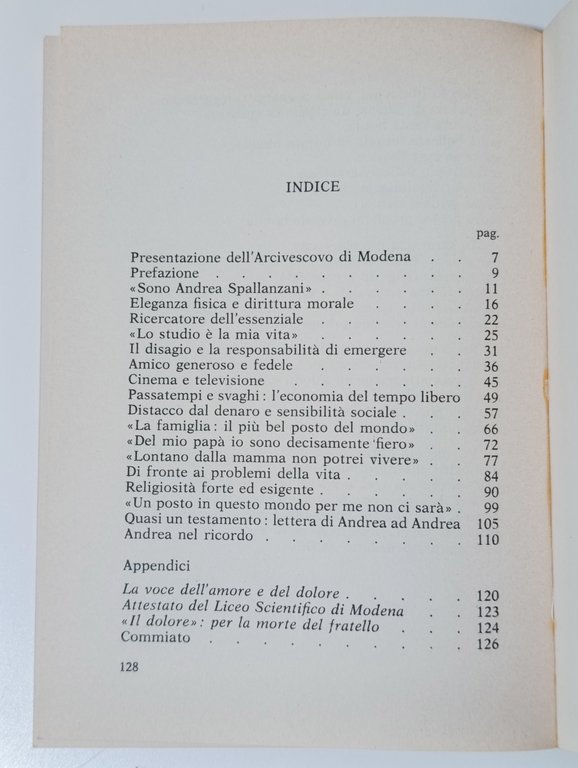 INDICE
pag.
Presentazione dell'Arcivescovo di Modena . . 7
Prefazione . . . . . . . . . . 9
«Sono Andrea Spallanzani» . . . . . . 11
Eleganza fisica e dirittura morale . . . . 16
Ricercatore dell'essenziale . . . . . . 22
«Lo studio è la mia vita» . . . . . . 25
Il disagio e la responsabilità di emergere . . 31
Amico generoso e fedele . . . . . . 36
Cinema e televisione . . . . . . . 45
Passatempi e svaghi : l'economia del tempo libero 49
Distacco dal denaro e sensibilità sociale . . 57
«La famiglia : il più bel posto del mondo» . . 66
«Del mio papà io sono decisamente fiero» . . 72
«Lontano dalla mamma non potrei vivere» . . 77
Di fronte ai problemi della vita . . . . 84
Religiosità forte ed esigente . . . . . 90
«Un posto in questo mondo per me non ci sarà» . 99
Quasi un testamento : lettera di Andrea ad Andrea 105
Andrea nel ricordo . . . . . . . 110
Appendici
La voce dell'amore e del dolore . . . . . 120
Attestato del Liceo Scientifico di Modena . . 123
«Il dolore» : per la morte del fratello . . . 124
Commiato . . . . . . . . . 126
128